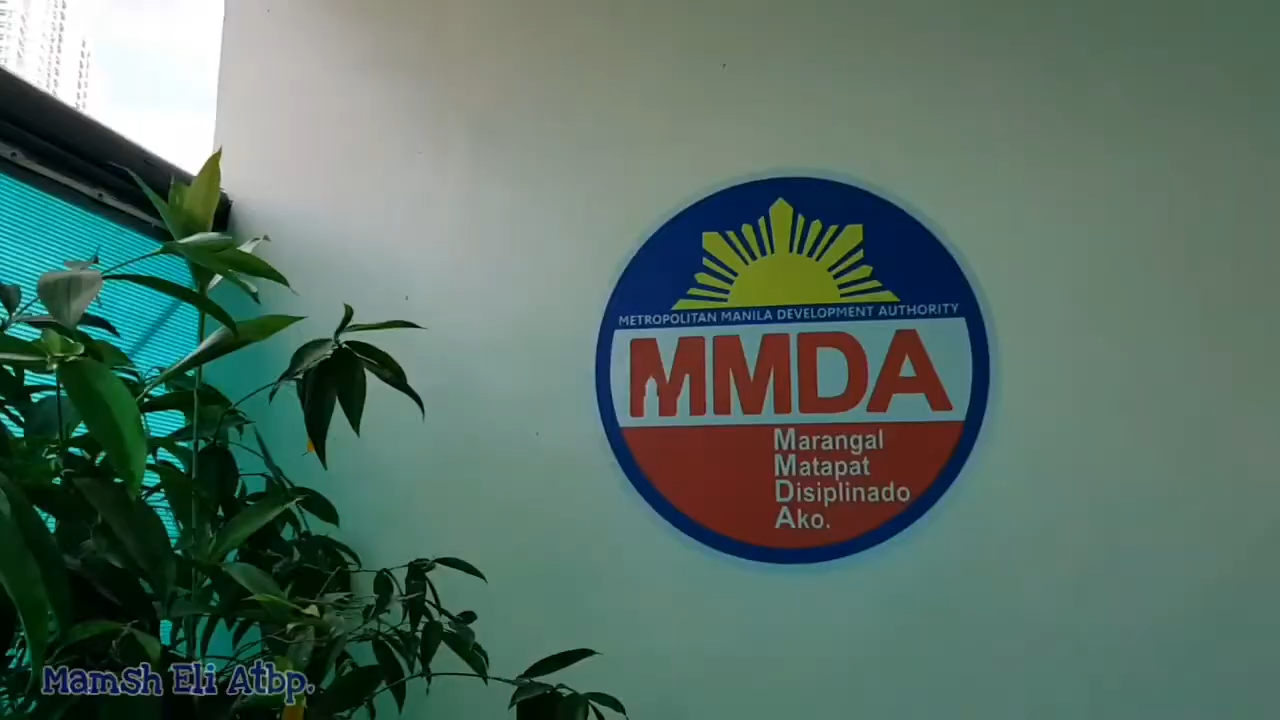 METROPOLITAN MANILA DEVELOPMENT AUTHORITY
MMDA
Marangal
Matapat
Disiplinado
Ako.
Mamsh Eli Atbp.